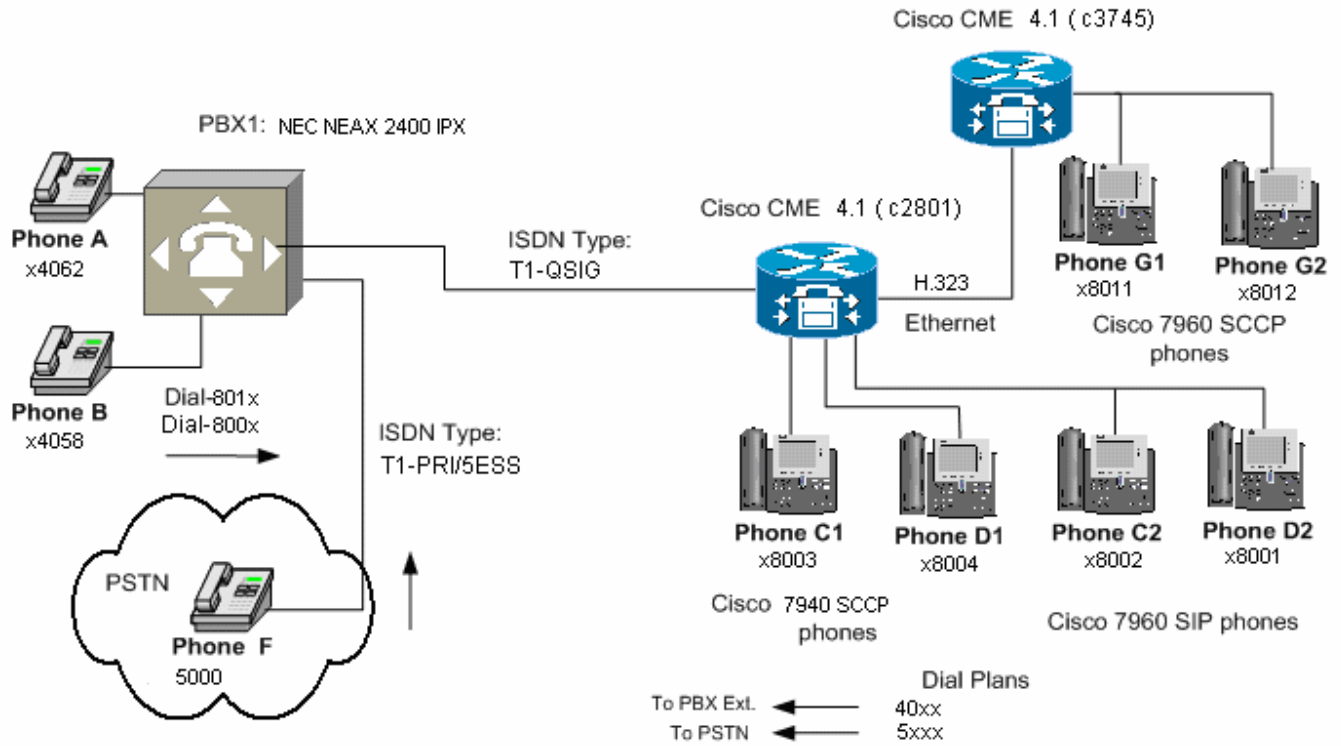 Cisco CME 4.1 ( c3745)
PBX1: NEC NEAX 2400 IPX
Phone A
x4062
Cisco CME 4.1 ( c2801)
ISDN Type:
T1-QSIG
H.323
Ethernet
Phone G1
x8011
Phone G2
x8012
Cisco 7960 SCCP
phones
Phone B
x4058
Dial-801x
Dial-800x
ISDN Type:
T1-PRI/5ESS
Phone C1
x8003
Phone D1
x8004
Phone C2
x8002
Phone D2
x8001
Cisco 7940 SCCP
phones
Cisco 7960 SIP phones
PSTN
Phone F
5000
Dial Plans
To PBX Ext. 40xx
To PSTN 5xxx